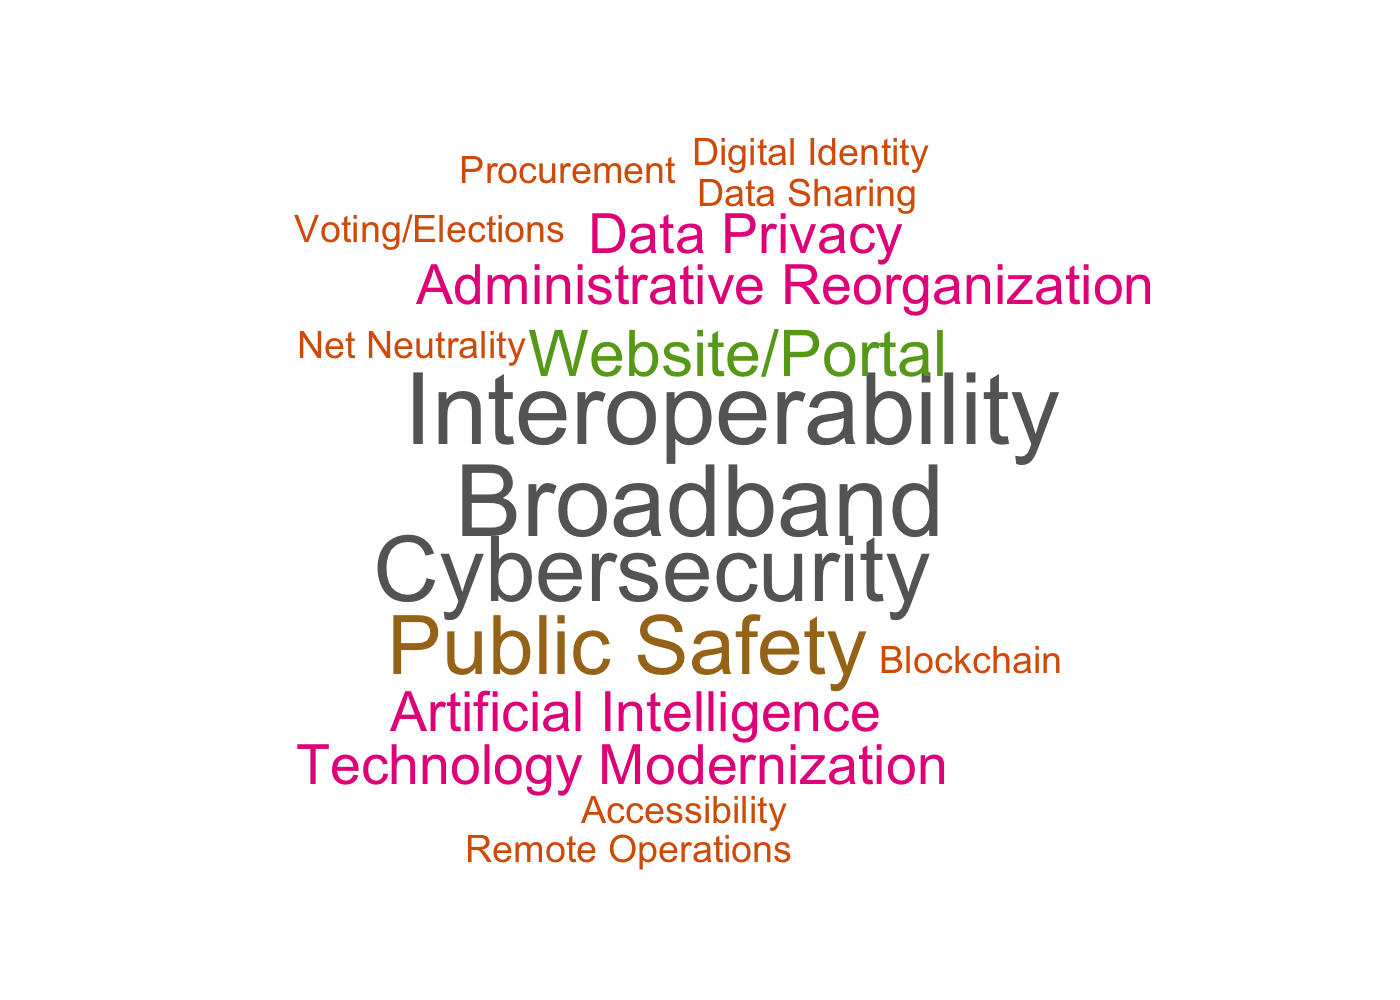 Digital Identity
Procurement
Data Sharing
Voting/Elections
Data Privacy
Administrative Reorganization
Net Neutrality
Website/Portal
Interoperability
Broadband
Cybersecurity
Public Safety
Blockchain
Artificial Intelligence
Technology Modernization
Accessibility
Remote Operations